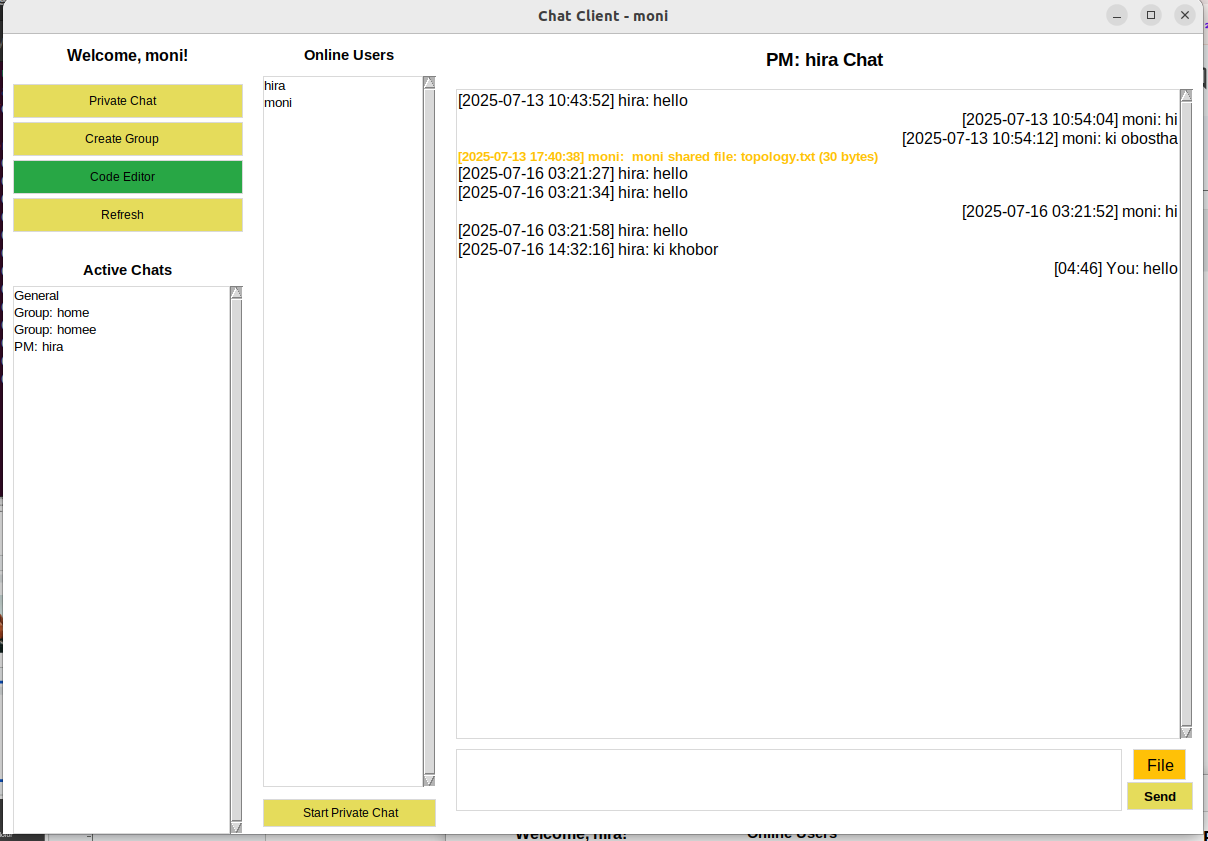 Chat Client - moni
Welcome, moni!
Private Chat
Create Group
Code Editor
Refresh
Active Chats
General
Group: home
Group: homee
PM: hira
Online Users
hira
moni
Start Private Chat
PM: hira Chat
[2025-07-13 10:43:52] hira: hello
[2025-07-13 10:54:04] moni: hi
[2025-07-13 10:54:12] moni: ki obostha
[2025-07-13 17:40:38] moni:  moni shared file: topology.txt (30 bytes)
[2025-07-16 03:21:27] hira: hello
[2025-07-16 03:21:34] hira: hello
[2025-07-16 03:21:52] moni: hi
[2025-07-16 03:21:58] hira: hello
[2025-07-16 14:32:16] hira: ki khobor
[04:46] You: hello
File
Send
Welcome, hira!
Online Users